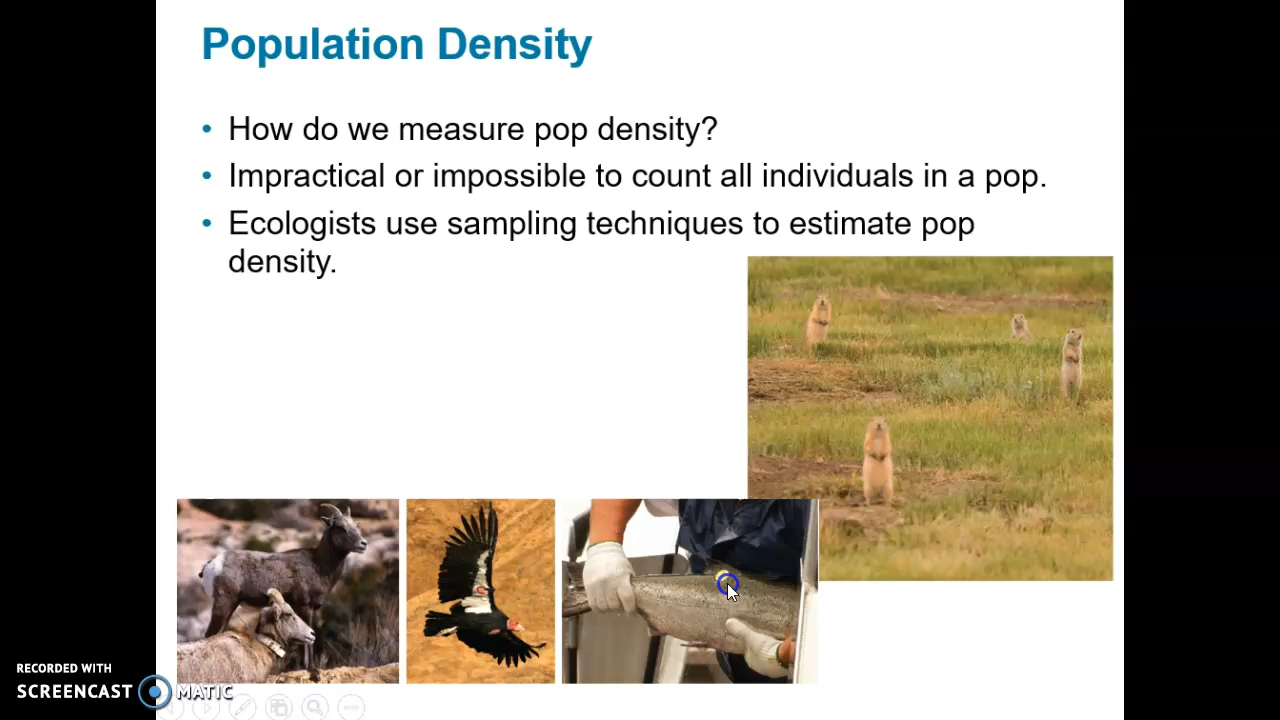 Population Density
• How do we measure pop density?
• Impractical or impossible to count all individuals in a pop.
• Ecologists use sampling techniques to estimate pop
density.
RECORDED WITH
SCREENCAST MATIC